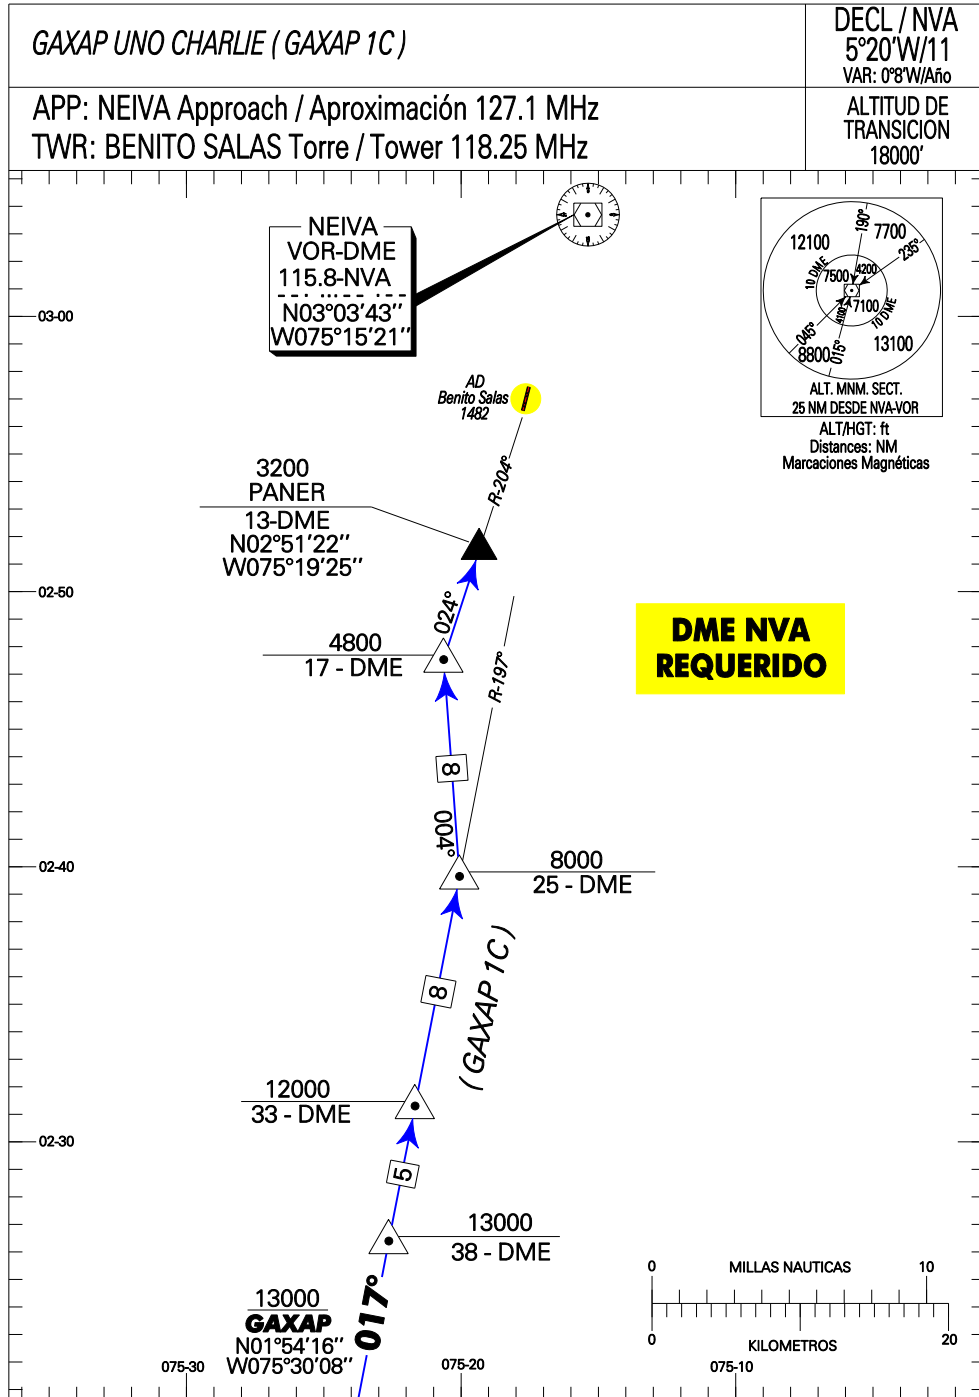 GAXAP UNO CHARLIE ( GAXAP 1C )
DECL / NVA
5°20'W/11
VAR: 0°8'W/Año
APP: NEIVA Approach / Aproximación 127.1 MHz
TWR: BENITO SALAS Torre / Tower 118.25 MHz
ALTITUD DE
TRANSICION
18000'
NEIVA
VOR-DME
115.8-NVA
N03°03'43''
W075°15'21''
12100
190°
7700
235°
10 DME
7500
4200
4100
7100
10 DME
045°
8800
015°
13100
ALT. MNM. SECT.
25 NM DESDE NVA-VOR
ALT/HGT: ft
Distances: NM
Marcaciones Magnéticas
03-00
AD
Benito Salas
1482
R-204°
3200
PANER
13-DME
N02°51'22''
W075°19'25''
02-50
024°
DME NVA
REQUERIDO
4800
17 - DME
R-197°
8
004°
02-40
8000
25 - DME
8
( GAXAP 1C )
12000
33 - DME
02-30
5
13000
38 - DME
017°
13000
GAXAP
N01°54'16''
W075°30'08''
0
MILLAS NAUTICAS
10
0
KILOMETROS
20
075-30
075-20
075-10